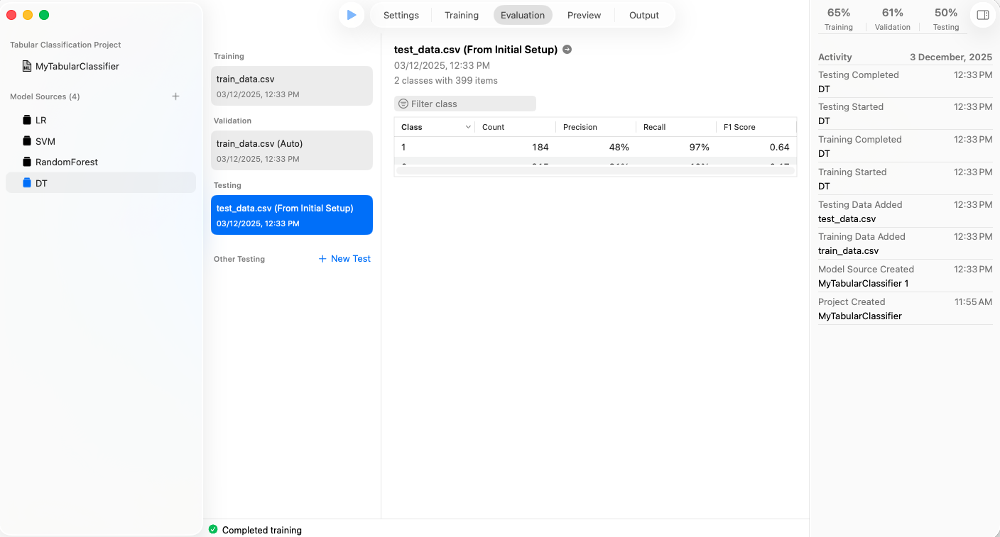 Settings
Training
Evaluation
Preview
Output
Tabular Classification Project
MyTabularClassifier
Model Sources (4)
LR
SVM
RandomForest
DT
Training
train_data.csv
03/12/2025, 12:33 PM
Validation
train_data.csv (Auto)
03/12/2025, 12:33 PM
Testing
test_data.csv (From Initial Setup)
03/12/2025, 12:33 PM
Other Testing + New Test
test_data.csv (From Initial Setup)
03/12/2025, 12:33 PM
2 classes with 399 items
Filter class
Class Count Precision Recall F1 Score
1 184 48% 97% 0.64
Completed training
65% 61% 50%
Training Validation Testing
Activity 3 December, 2025
Testing Completed 12:33 PM
DT
Testing Started 12:33 PM
DT
Training Completed 12:33 PM
DT
Training Started 12:33 PM
DT
Testing Data Added 12:33 PM
test_data.csv
Training Data Added 12:33 PM
train_data.csv
Model Source Created 12:33 PM
MyTabularClassifier 1
Project Created 11:55 AM
MyTabularClassifier